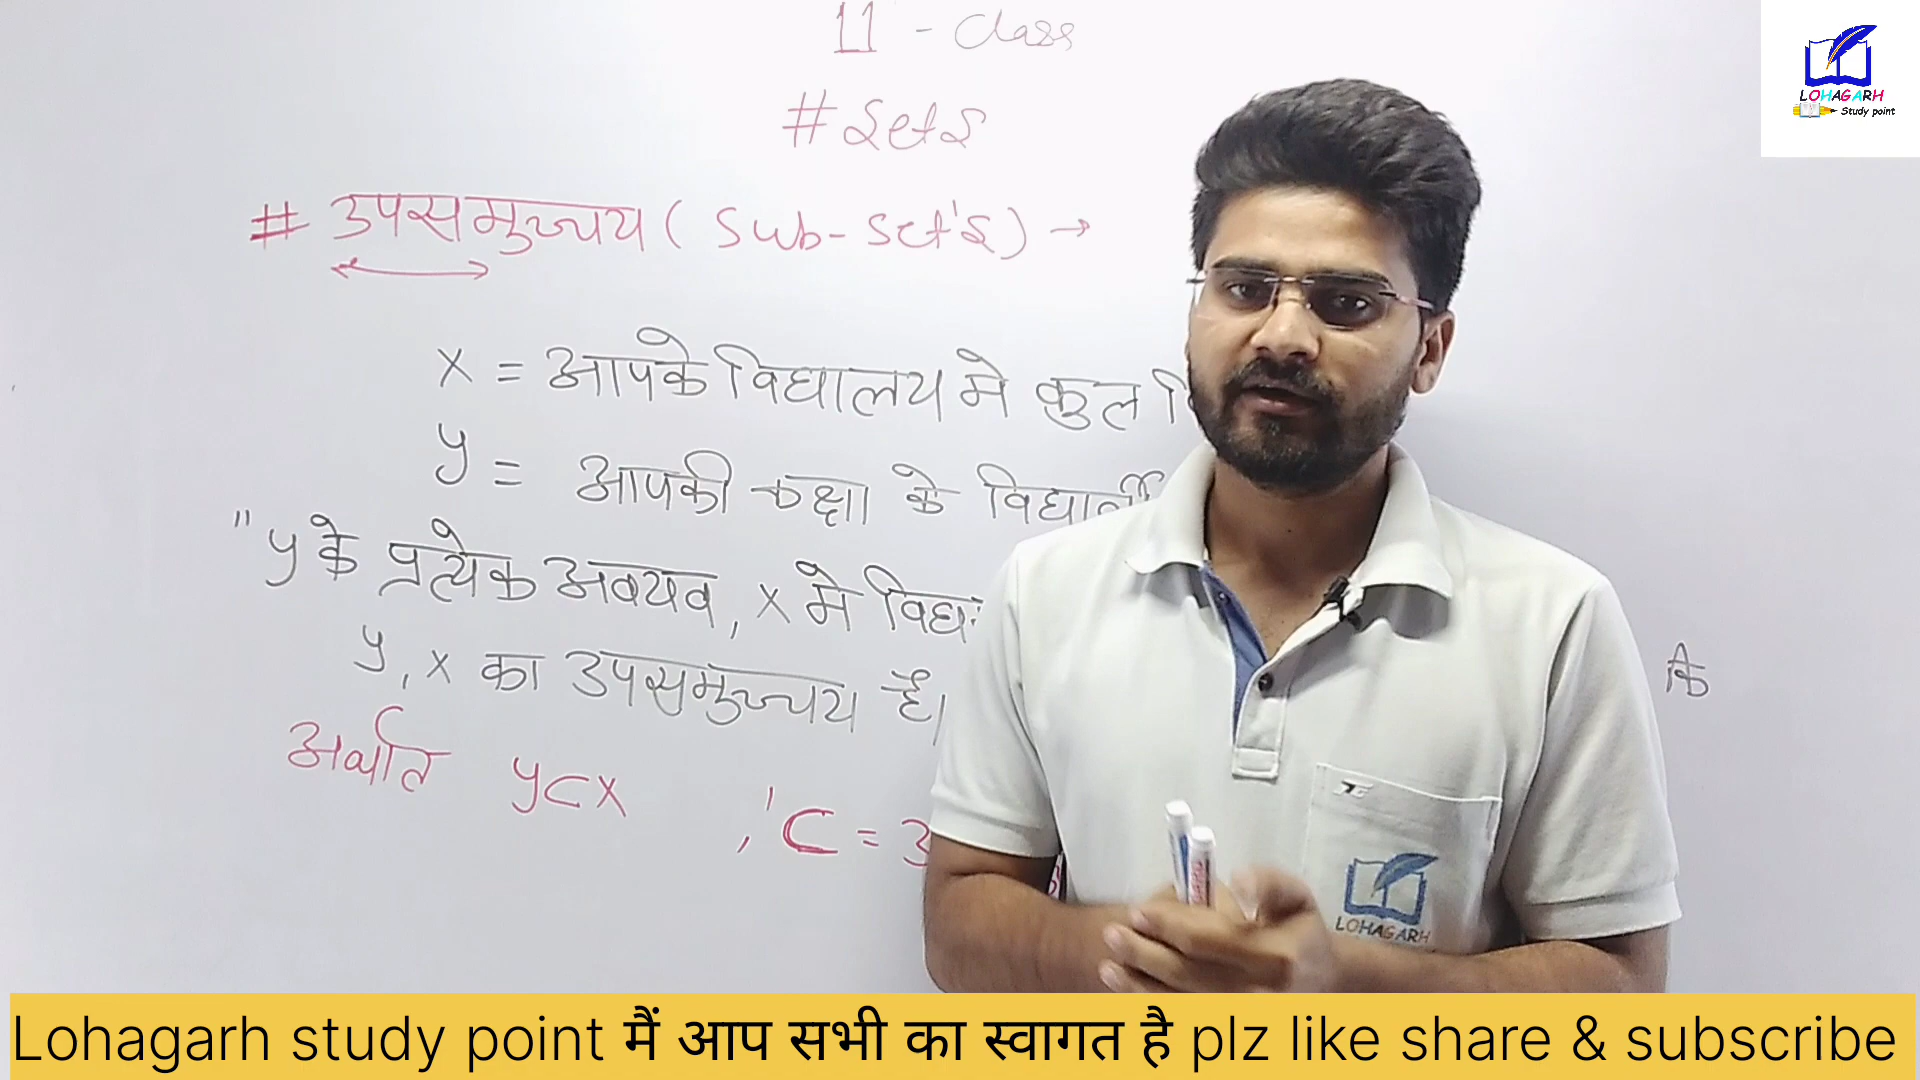 11 - Class
# Sets
# उपसमुच्चय ( Sub-Set's ) →
x = आपके विद्यालय मे कुल
y = आपकी कक्षा के विद्यार्थी
" y के प्रत्येक अवयव, x मे
y, x का उपसमुच्चय है।
कि
अर्थात y⊂x , '⊂ =
LOHAGARH
Study point
LOHAGARH
Lohagarh study point मैं आप सभी का स्वागत है plz like share & subscribe